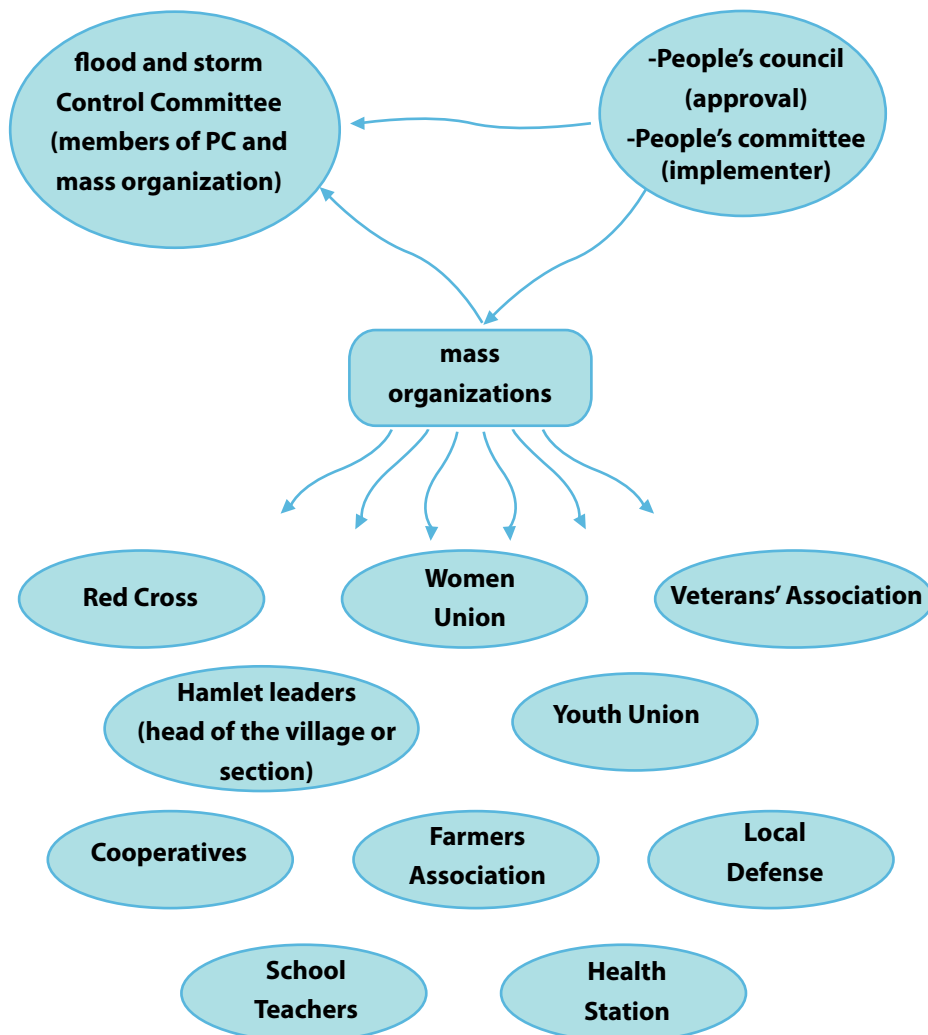 flood and storm
Control Committee
(members of PC and
mass organization)
-People’s council
(approval)
-People’s committee
(implementer)
mass
organizations
Red Cross
Women
Union
Veterans’ Association
Hamlet leaders
(head of the village or
section)
Youth Union
Cooperatives
Farmers
Association
Local
Defense
School
Teachers
Health
Station